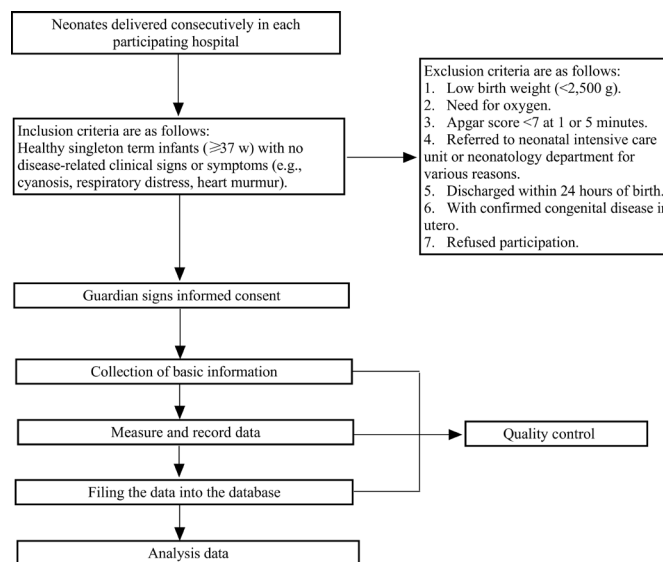 Neonates delivered consecutively in each
participating hospital
Inclusion criteria are as follows:
Healthy singleton term infants (≥37 w) with no
disease-related clinical signs or symptoms (e.g.,
cyanosis, respiratory distress, heart murmur).
Exclusion criteria are as follows:
1. Low birth weight (<2,500 g).
2. Need for oxygen.
3. Apgar score <7 at 1 or 5 minutes.
4. Referred to neonatal intensive care
unit or neonatology department for
various reasons.
5. Discharged within 24 hours of birth.
6. With confirmed congenital disease in
utero.
7. Refused participation.
Guardian signs informed consent
Collection of basic information
Measure and record data
Quality control
Filing the data into the database
Analysis data